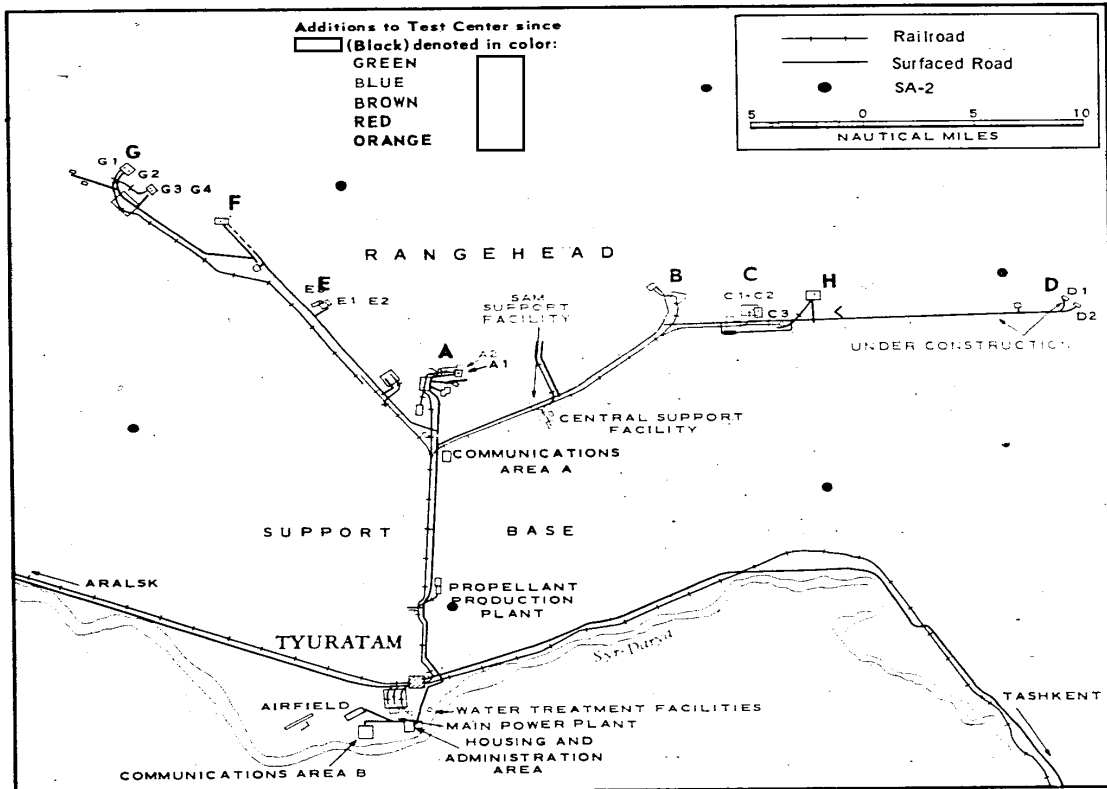 Additions to Test Center since
(Black) denoted in color:
GREEN
BLUE
BROWN
RED
ORANGE
Railroad
Surfaced Road
SA-2
5 0 5 10
NAUTICAL MILES
G1 G
G2
G3 G4
F
E
E1 E2
RANGEHEAD
SAM
SUPPORT
FACILITY
B
C
C1-C2
C3
H
D
D1
D2
UNDER CONSTRUCTION
A
A2
A1
CENTRAL SUPPORT
FACILITY
COMMUNICATIONS
AREA A
SUPPORT BASE
ARALSK
PROPELLANT
PRODUCTION
PLANT
TYURATAM
Syr-Darya
TASHKENT
AIRFIELD
WATER TREATMENT FACILITIES
MAIN POWER PLANT
HOUSING AND
ADMINISTRATION
AREA
COMMUNICATIONS AREA B